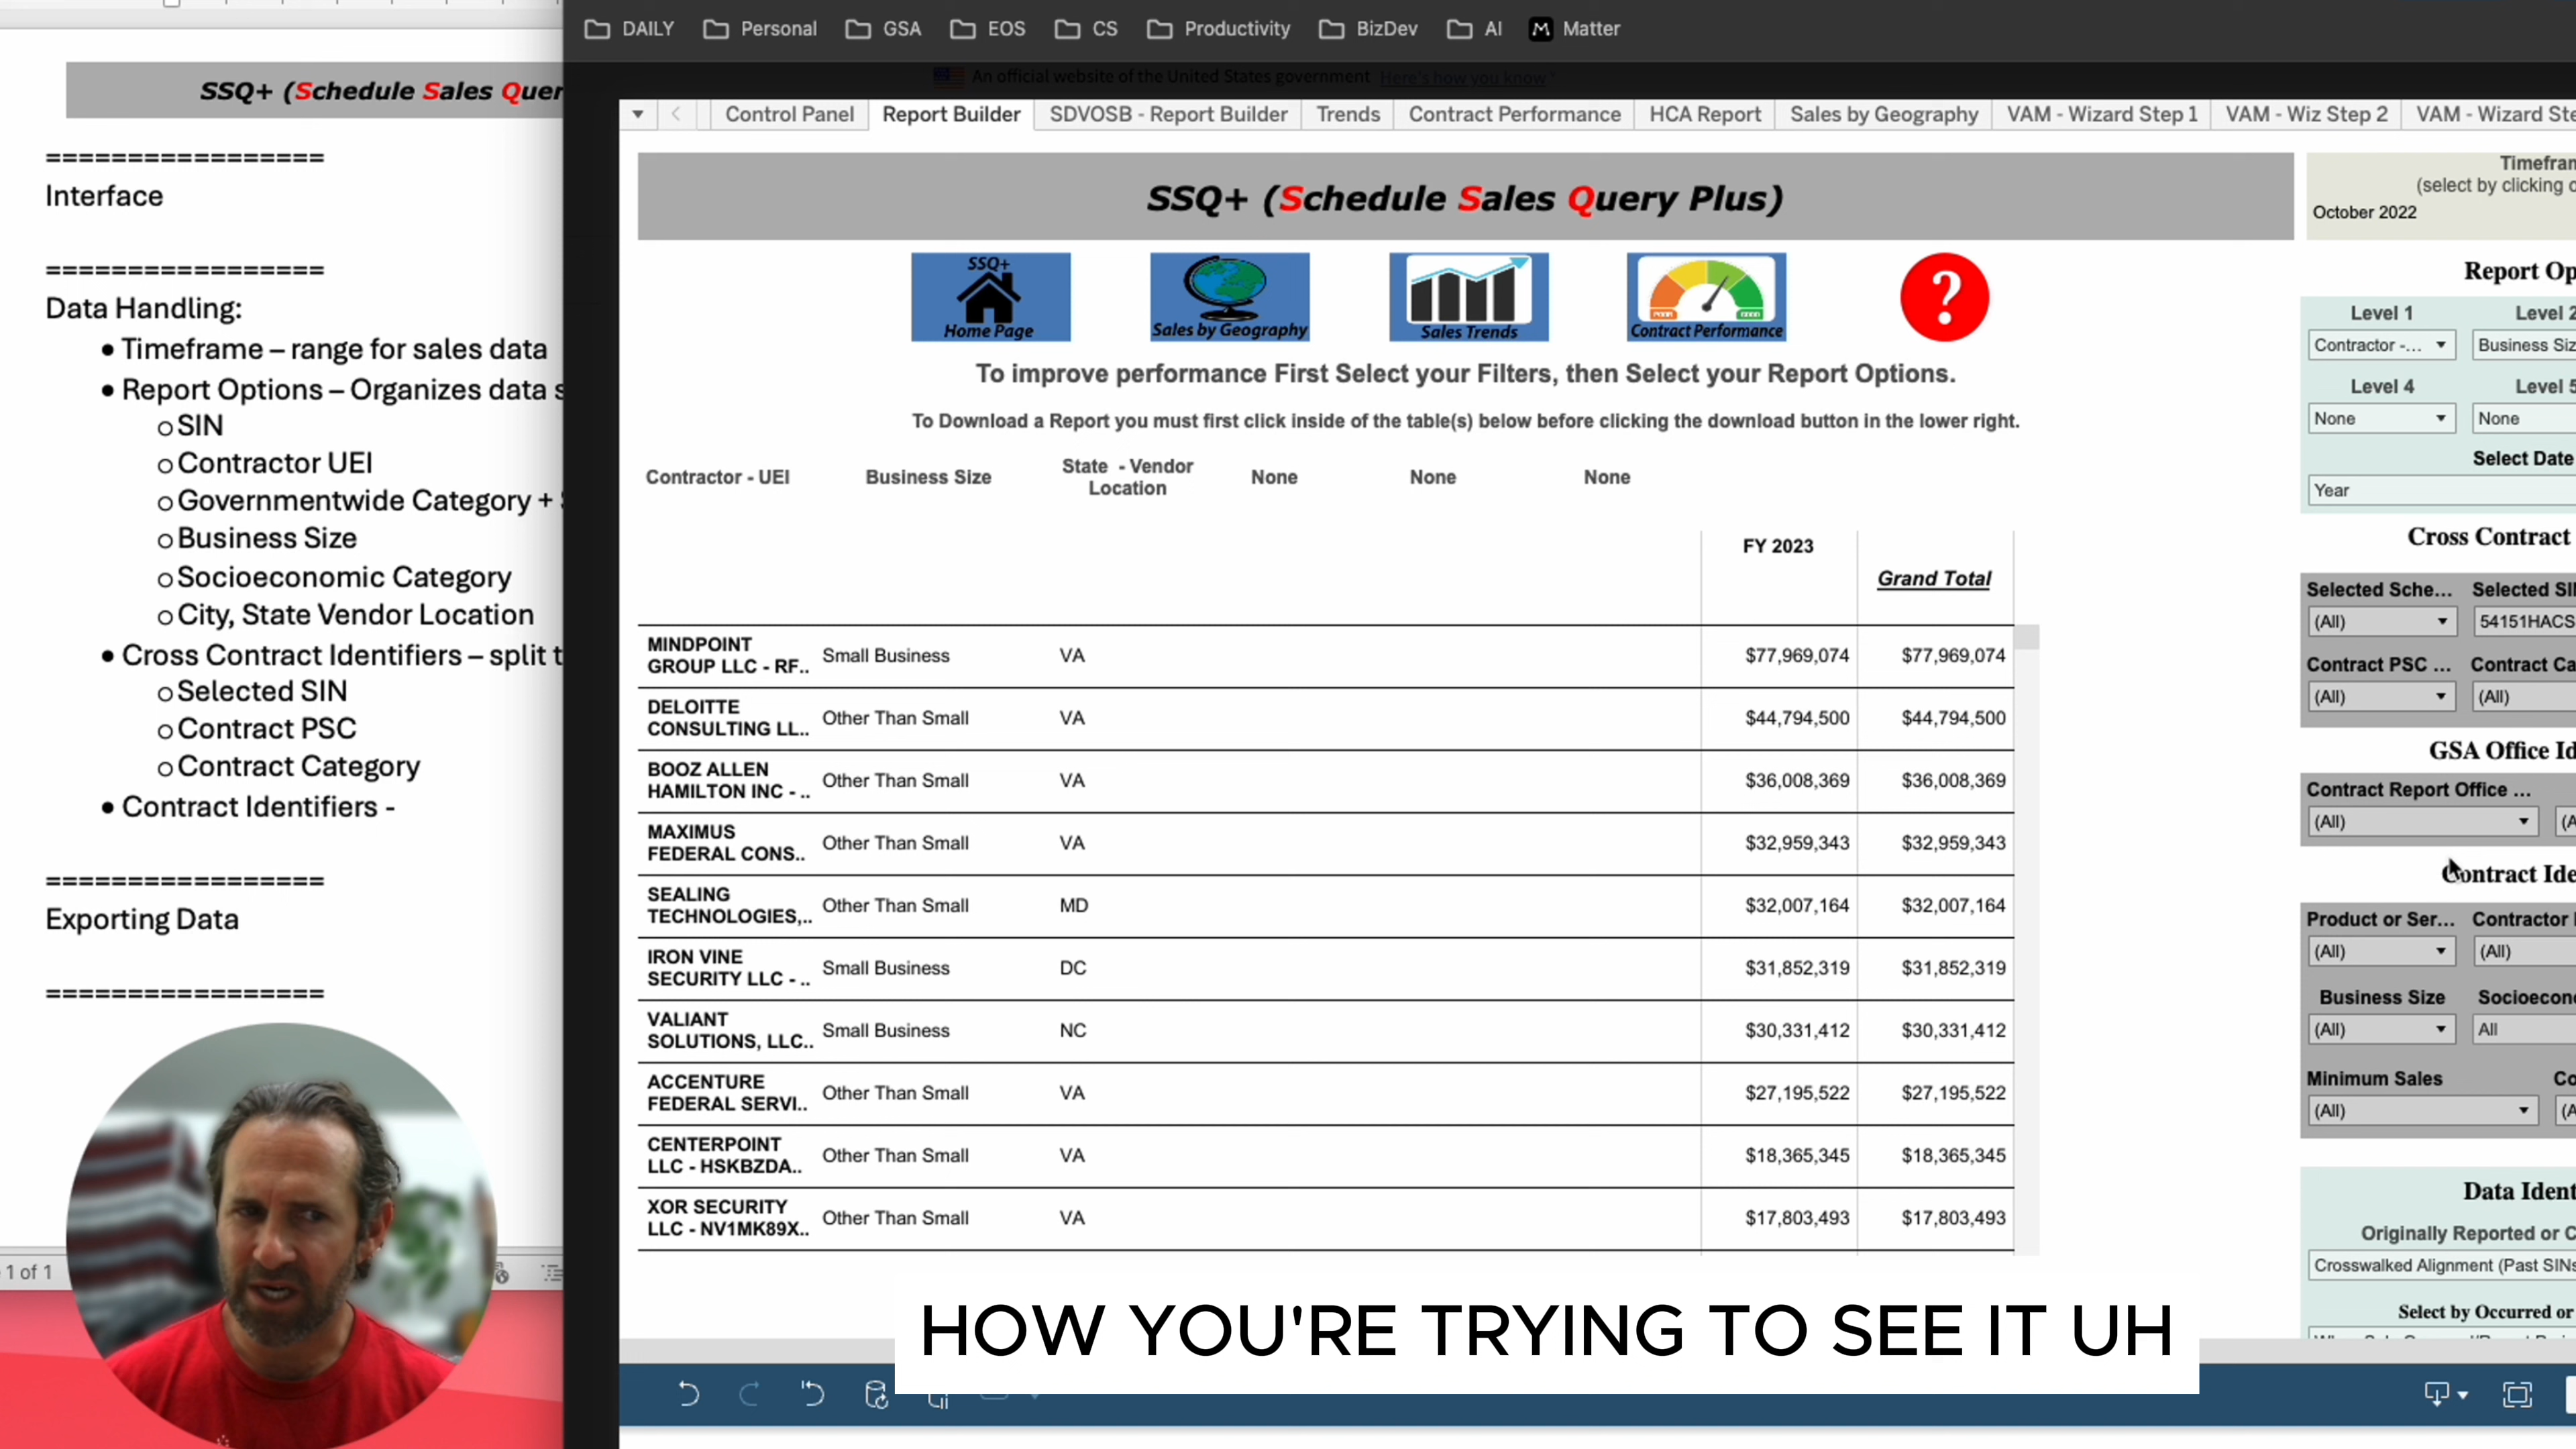 SSQ+ (Schedule Sales Quer
=================
Interface
=================
Data Handling:
• Timeframe – range for sales data
• Report Options – Organizes data s
o SIN
o Contractor UEI
o Governmentwide Category +
o Business Size
o Socioeconomic Category
o City, State Vendor Location
• Cross Contract Identifiers – split t
o Selected SIN
o Contract PSC
o Contract Category
• Contract Identifiers -
=================
Exporting Data
=================
1 of 1
DAILY Personal GSA EOS CS Productivity BizDev AI Matter
An official website of the United States government Here's how you know
Control Panel Report Builder SDVOSB - Report Builder Trends Contract Performance HCA Report Sales by Geography VAM - Wizard Step 1 VAM - Wiz Step 2 VAM - Wizard Ste
SSQ+ (Schedule Sales Query Plus)
SSQ+
Home Page
Sales by Geography
Sales Trends
Contract Performance
?
To improve performance First Select your Filters, then Select your Report Options.
To Download a Report you must first click inside of the table(s) below before clicking the download button in the lower right.
Contractor - UEI Business Size State - Vendor Location None None None
FY 2023 Grand Total
MINDPOINT GROUP LLC - RF.. Small Business VA $77,969,074 $77,969,074
DELOITTE CONSULTING LL.. Other Than Small VA $44,794,500 $44,794,500
BOOZ ALLEN HAMILTON INC - .. Other Than Small VA $36,008,369 $36,008,369
MAXIMUS FEDERAL CONS.. Other Than Small VA $32,959,343 $32,959,343
SEALING TECHNOLOGIES,.. Other Than Small MD $32,007,164 $32,007,164
IRON VINE SECURITY LLC - .. Small Business DC $31,852,319 $31,852,319
VALIANT SOLUTIONS, LLC.. Small Business NC $30,331,412 $30,331,412
ACCENTURE FEDERAL SERVI.. Other Than Small VA $27,195,522 $27,195,522
CENTERPOINT LLC - HSKBZDA.. Other Than Small VA $18,365,345 $18,365,345
XOR SECURITY LLC - NV1MK89X.. Other Than Small VA $17,803,493 $17,803,493
Timefram
(select by clicking o
October 2022
Report Op
Level 1 Level 2
Contractor -... Business Siz
Level 4 Level 5
None None
Select Date
Year
Cross Contract
Selected Sche... Selected SI
(All) 54151HACS
Contract PSC ... Contract Ca
(All) (All)
GSA Office Id
Contract Report Office ...
(All) (A
Contract Ide
Product or Ser... Contractor
(All) (All)
Business Size Socioecon
(All) All
Minimum Sales Co
(All) (A
Data Ident
Originally Reported or C
Crosswalked Alignment (Past SINs
Select by Occurred or
HOW YOU'RE TRYING TO SEE IT UH